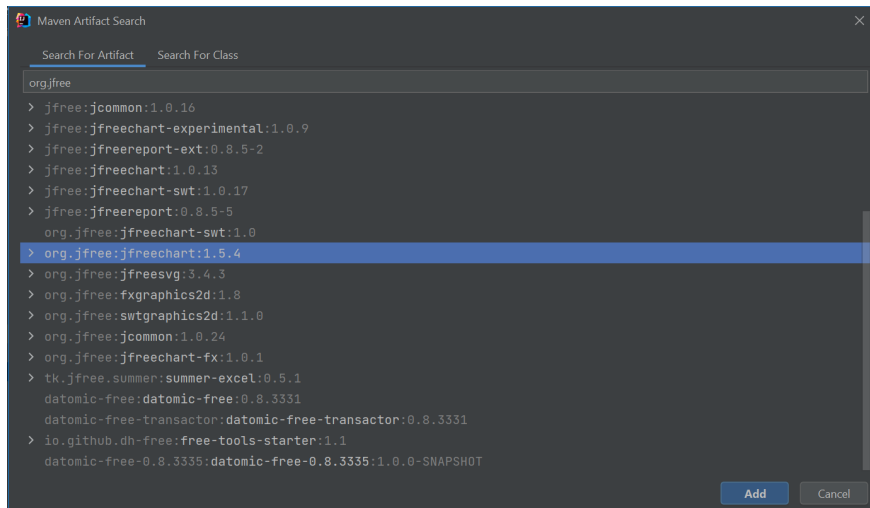 Maven Artifact Search
Search For Artifact Search For Class
org.jfree
jfree:jcommon:1.0.16
jfree:jfreechart-experimental:1.0.9
jfree:jfreereport-ext:0.8.5-2
jfree:jfreechart:1.0.13
jfree:jfreechart-swt:1.0.17
jfree:jfreereport:0.8.5-5
org.jfree:jfreechart-swt:1.0
org.jfree:jfreechart:1.5.4
org.jfree:jfreesvg:3.4.3
org.jfree:fxgraphics2d:1.8
org.jfree:swtgraphics2d:1.1.0
org.jfree:jcommon:1.0.24
org.jfree:jfreechart-fx:1.0.1
tk.jfree.summer:summer-excel:0.5.1
datomic-free:datomic-free:0.8.3331
datomic-free-transactor:datomic-free-transactor:0.8.3331
io.github.dh-free:free-tools-starter:1.1
datomic-free-0.8.3335:datomic-free-0.8.3335:1.0.0-SNAPSHOT
Add Cancel